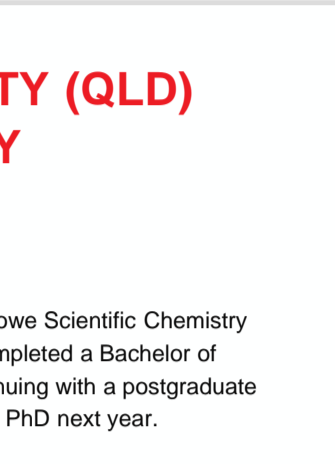 TY (QLD)
Y
owe Scientific Chemistry
mpleted a Bachelor of
nuing with a postgraduate
PhD next year.